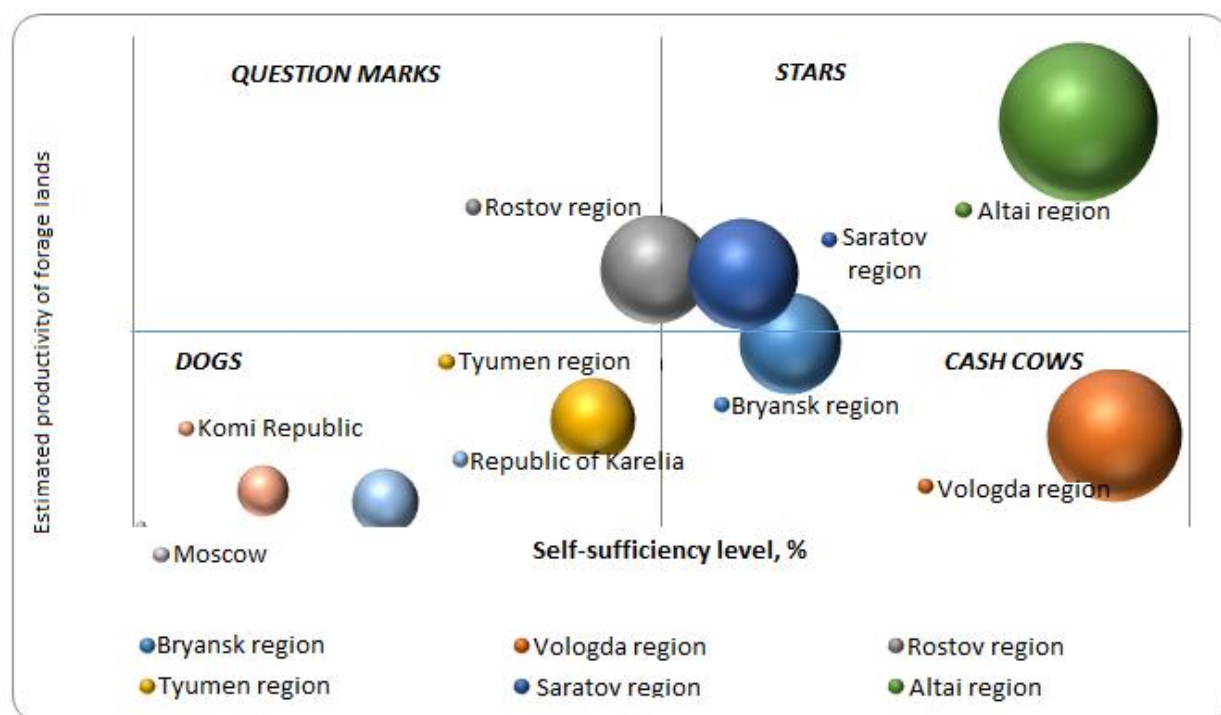 QUESTION MARKS
STARS
Estimated productivity of forage lands
Rostov region
Altai region
Saratov
region
DOGS
Tyumen region
CASH COWS
Bryansk region
Komi Republic
Republic of Karelia
Vologda region
Moscow
Self-sufficiency level, %
Bryansk region
Vologda region
Rostov region
Tyumen region
Saratov region
Altai region